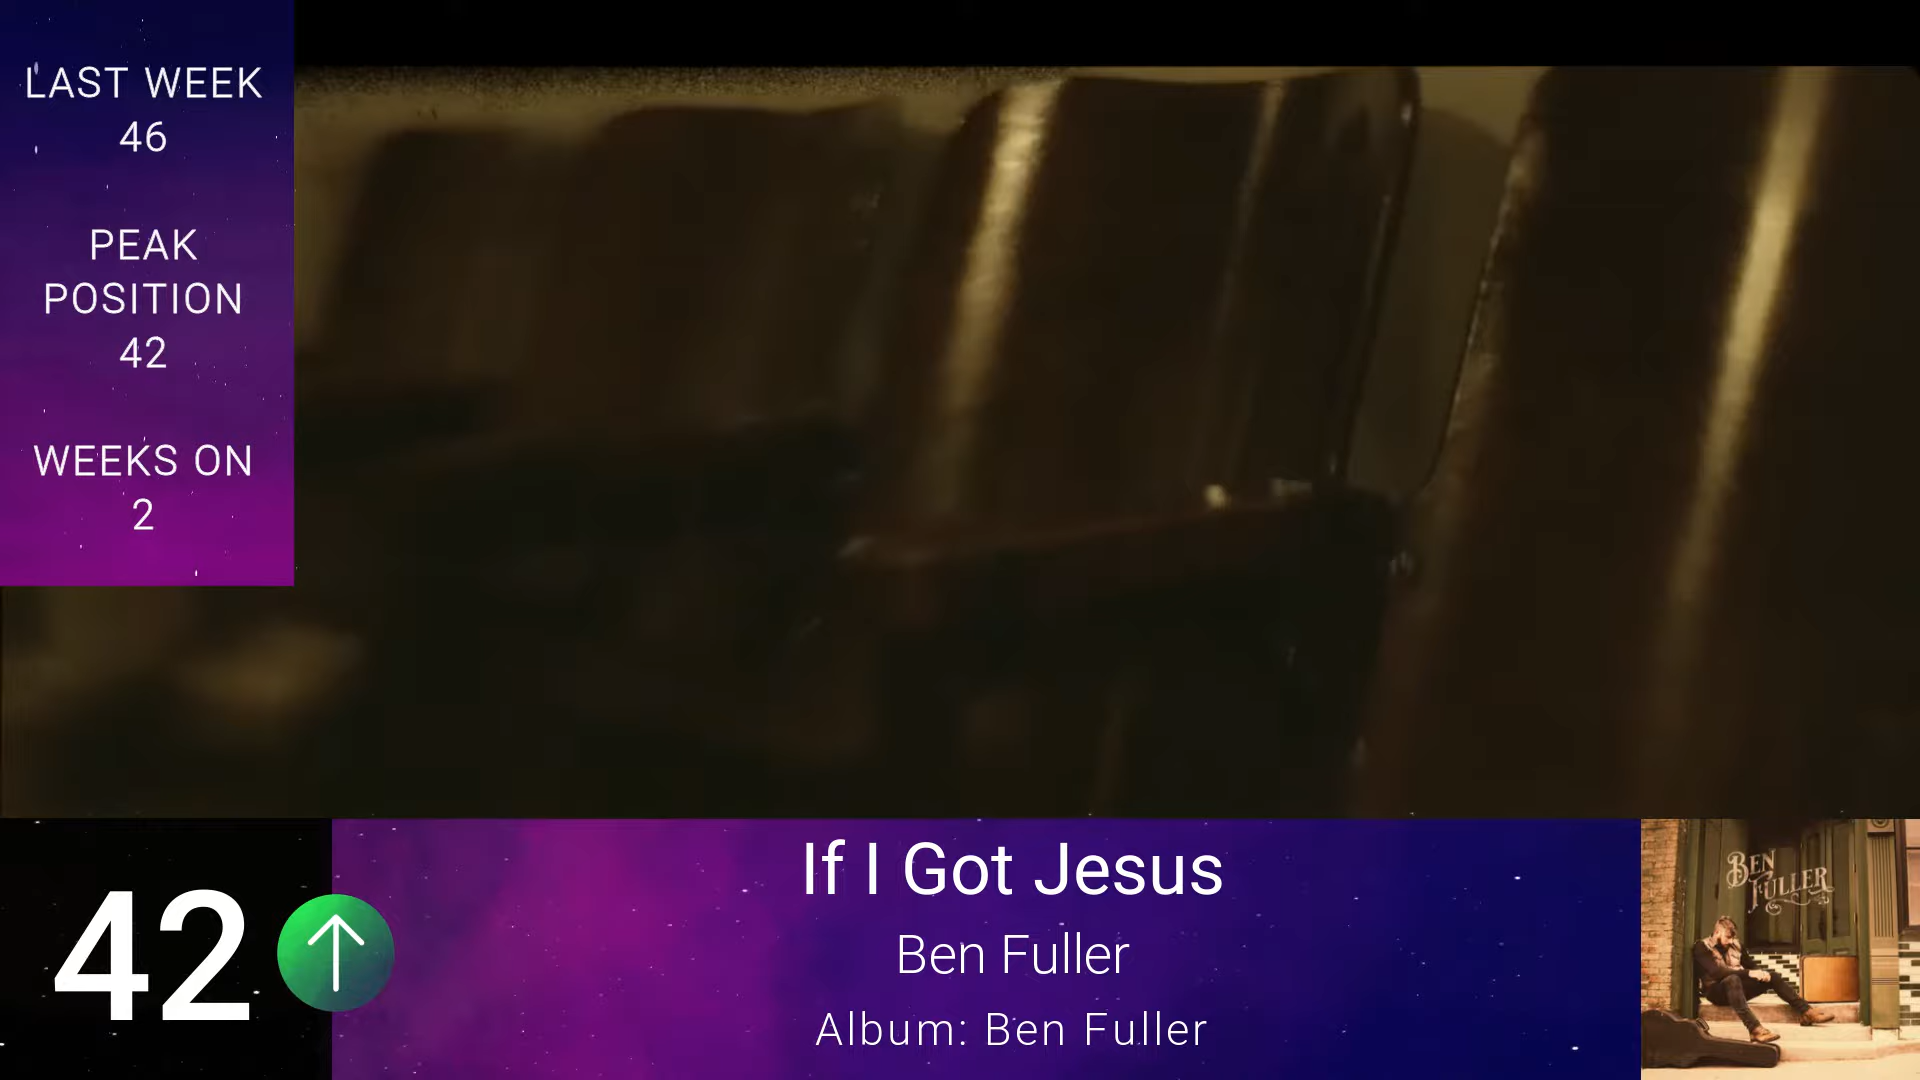 LAST WEEK
46
PEAK
POSITION
42
WEEKS ON
2
42
If I Got Jesus
Ben Fuller
Album: Ben Fuller
BEN
FULLER